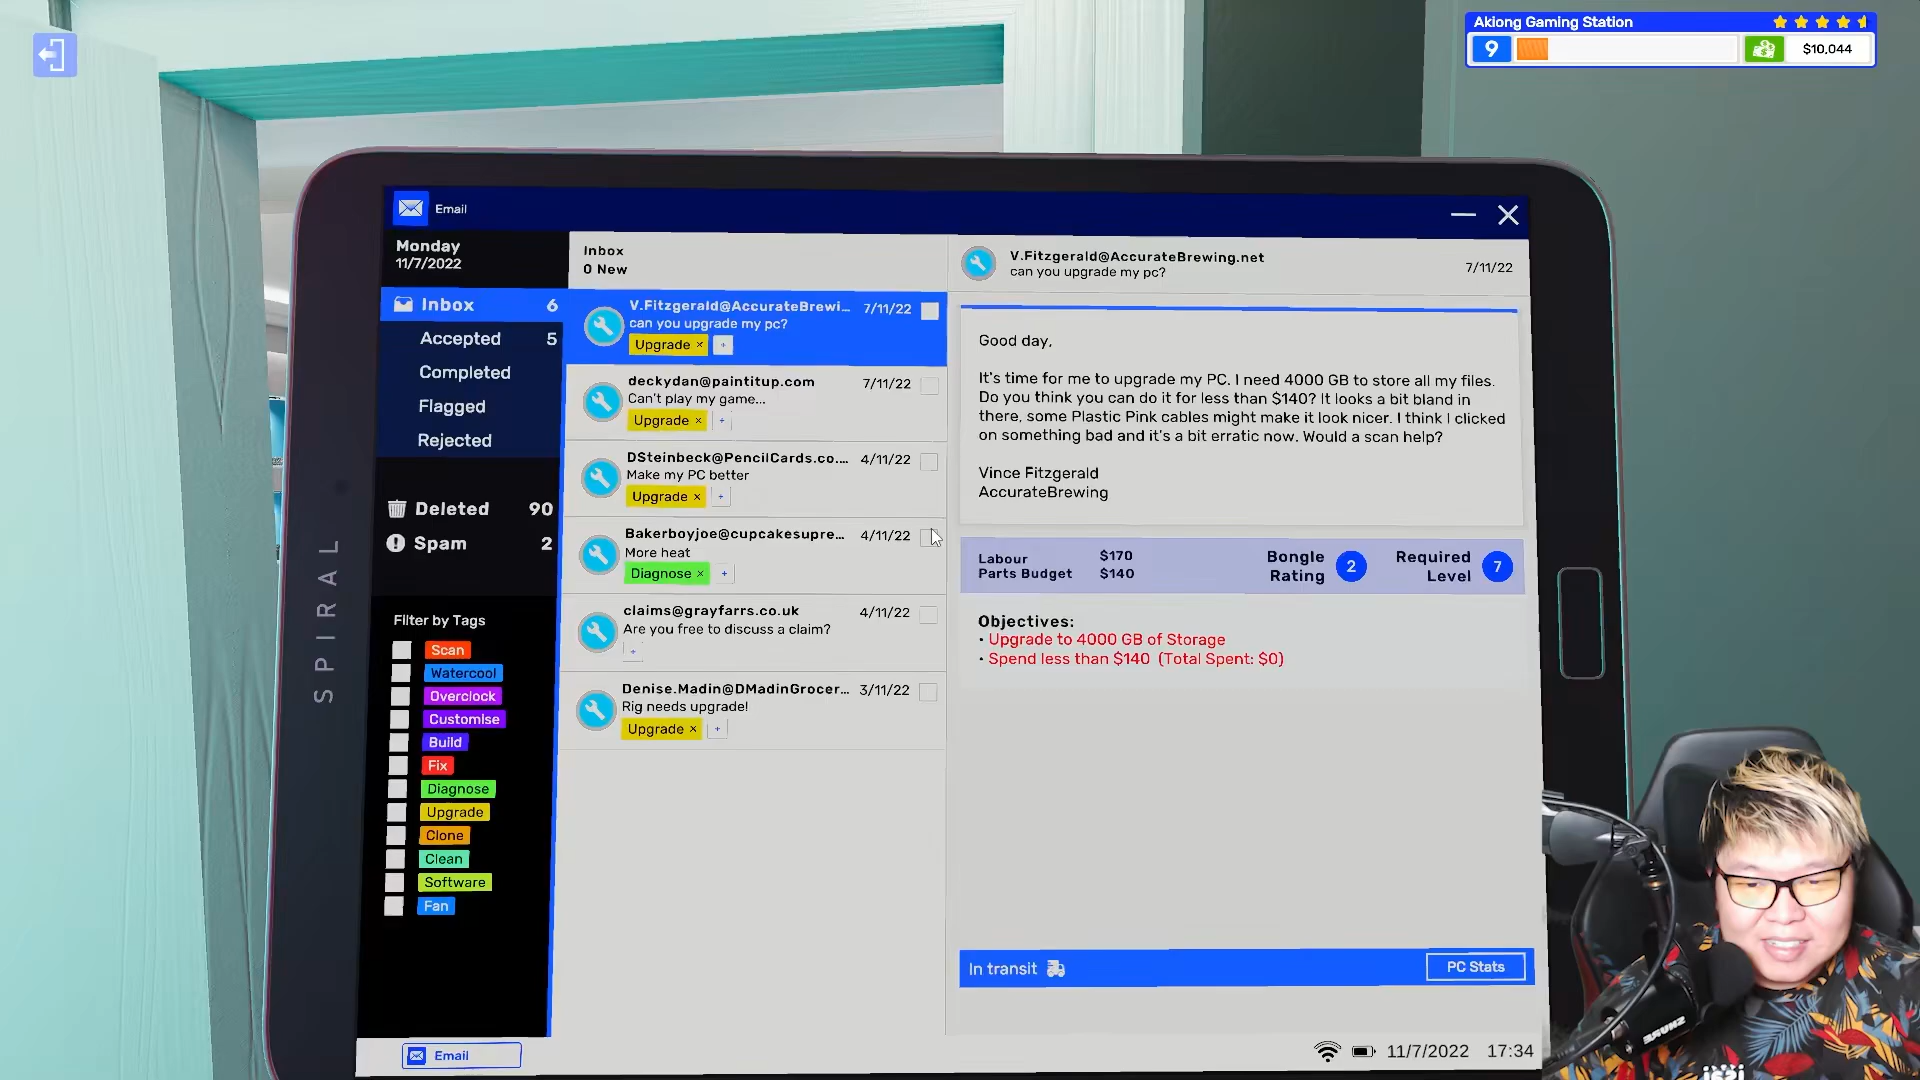 Akiong Gaming Station
9
$10,044
Email
Monday
11/7/2022
Inbox 6
Accepted 5
Completed
Flagged
Rejected
Deleted 90
Spam 2
Filter by Tags
Scan
Watercool
Overclock
Customise
Build
Fix
Diagnose
Upgrade
Clone
Clean
Software
Fan
SPIRAL
Inbox
0 New
V.Fitzgerald@AccurateBrewi... 7/11/22
can you upgrade my pc?
Upgrade × +
deckydan@paintitup.com 7/11/22
Can't play my game...
Upgrade × +
DSteinbeck@PencilCards.co.... 4/11/22
Make my PC better
Upgrade × +
Bakerboyjoe@cupcakesupre... 4/11/22
More heat
Diagnose × +
claims@grayfarrs.co.uk 4/11/22
Are you free to discuss a claim?
+
Denise.Madin@DMadinGrocer... 3/11/22
Rig needs upgrade!
Upgrade × +
V.Fitzgerald@AccurateBrewing.net
can you upgrade my pc?
7/11/22
Good day,
It's time for me to upgrade my PC. I need 4000 GB to store all my files.
Do you think you can do it for less than $140? It looks a bit bland in
there, some Plastic Pink cables might make it look nicer. I think I clicked
on something bad and it's a bit erratic now. Would a scan help?
Vince Fitzgerald
AccurateBrewing
Labour $170
Parts Budget $140
Bongle
Rating
2
Required
Level
7
Objectives:
• Upgrade to 4000 GB of Storage
• Spend less than $140 (Total Spent: $0)
In transit
PC Stats
Email
11/7/2022 17:34